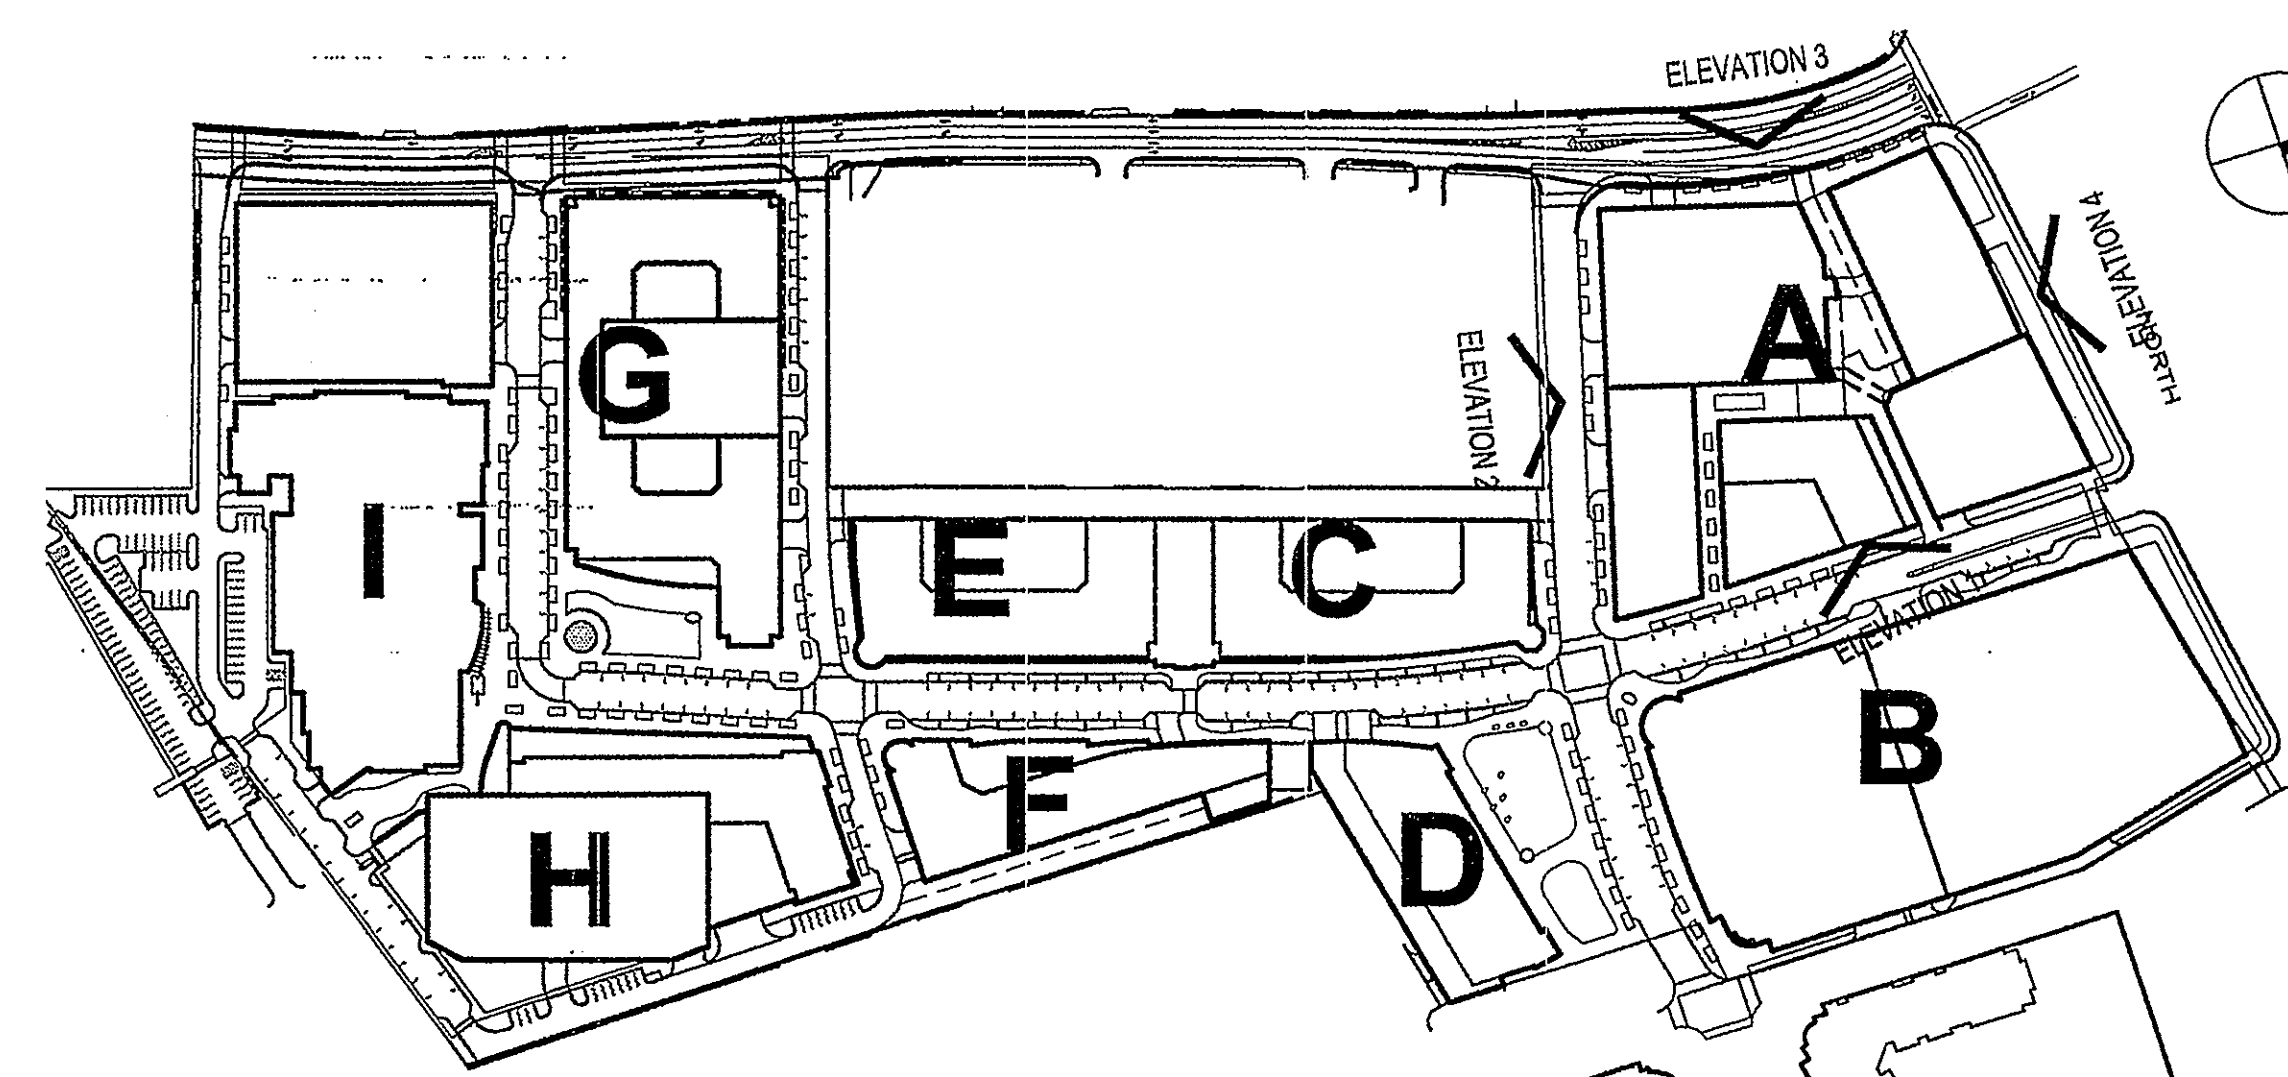 ELEVATION 3
ELEVATION 4
NORTH
A
ELEVATION 2
G
I
E
C
ELEVATION 1
B
F
D
H